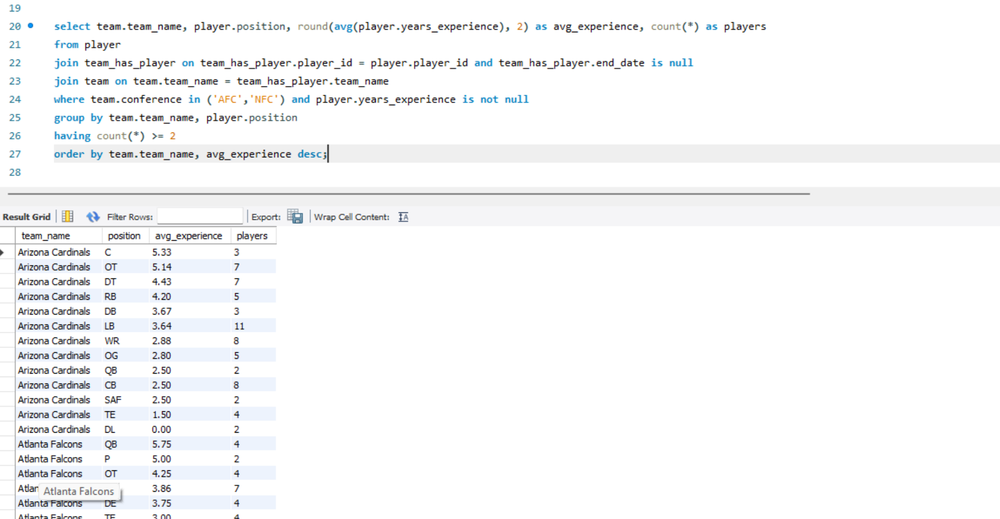 19
20 select team.team_name, player.position, round(avg(player.years_experience), 2) as avg_experience, count(*) as players
21 from player
22 join team_has_player on team_has_player.player_id = player.player_id and team_has_player.end_date is null
23 join team on team.team_name = team_has_player.team_name
24 where team.conference in ('AFC','NFC') and player.years_experience is not null
25 group by team.team_name, player.position
26 having count(*) >= 2
27 order by team.team_name, avg_experience desc;
28
Result Grid Filter Rows: Export: Wrap Cell Content: IA
team_name position avg_experience players
Arizona Cardinals C 5.33 3
Arizona Cardinals OT 5.14 7
Arizona Cardinals DT 4.43 7
Arizona Cardinals RB 4.20 5
Arizona Cardinals DB 3.67 3
Arizona Cardinals LB 3.64 11
Arizona Cardinals WR 2.88 8
Arizona Cardinals OG 2.80 5
Arizona Cardinals QB 2.50 2
Arizona Cardinals CB 2.50 8
Arizona Cardinals SAF 2.50 2
Arizona Cardinals TE 1.50 4
Arizona Cardinals DL 0.00 2
Atlanta Falcons QB 5.75 4
Atlanta Falcons P 5.00 2
Atlanta Falcons OT 4.25 4
Atlan Atlanta Falcons 3.86 7
Atlanta Falcons DE 3.75 4
Atlanta Falcons TE 3.00 4